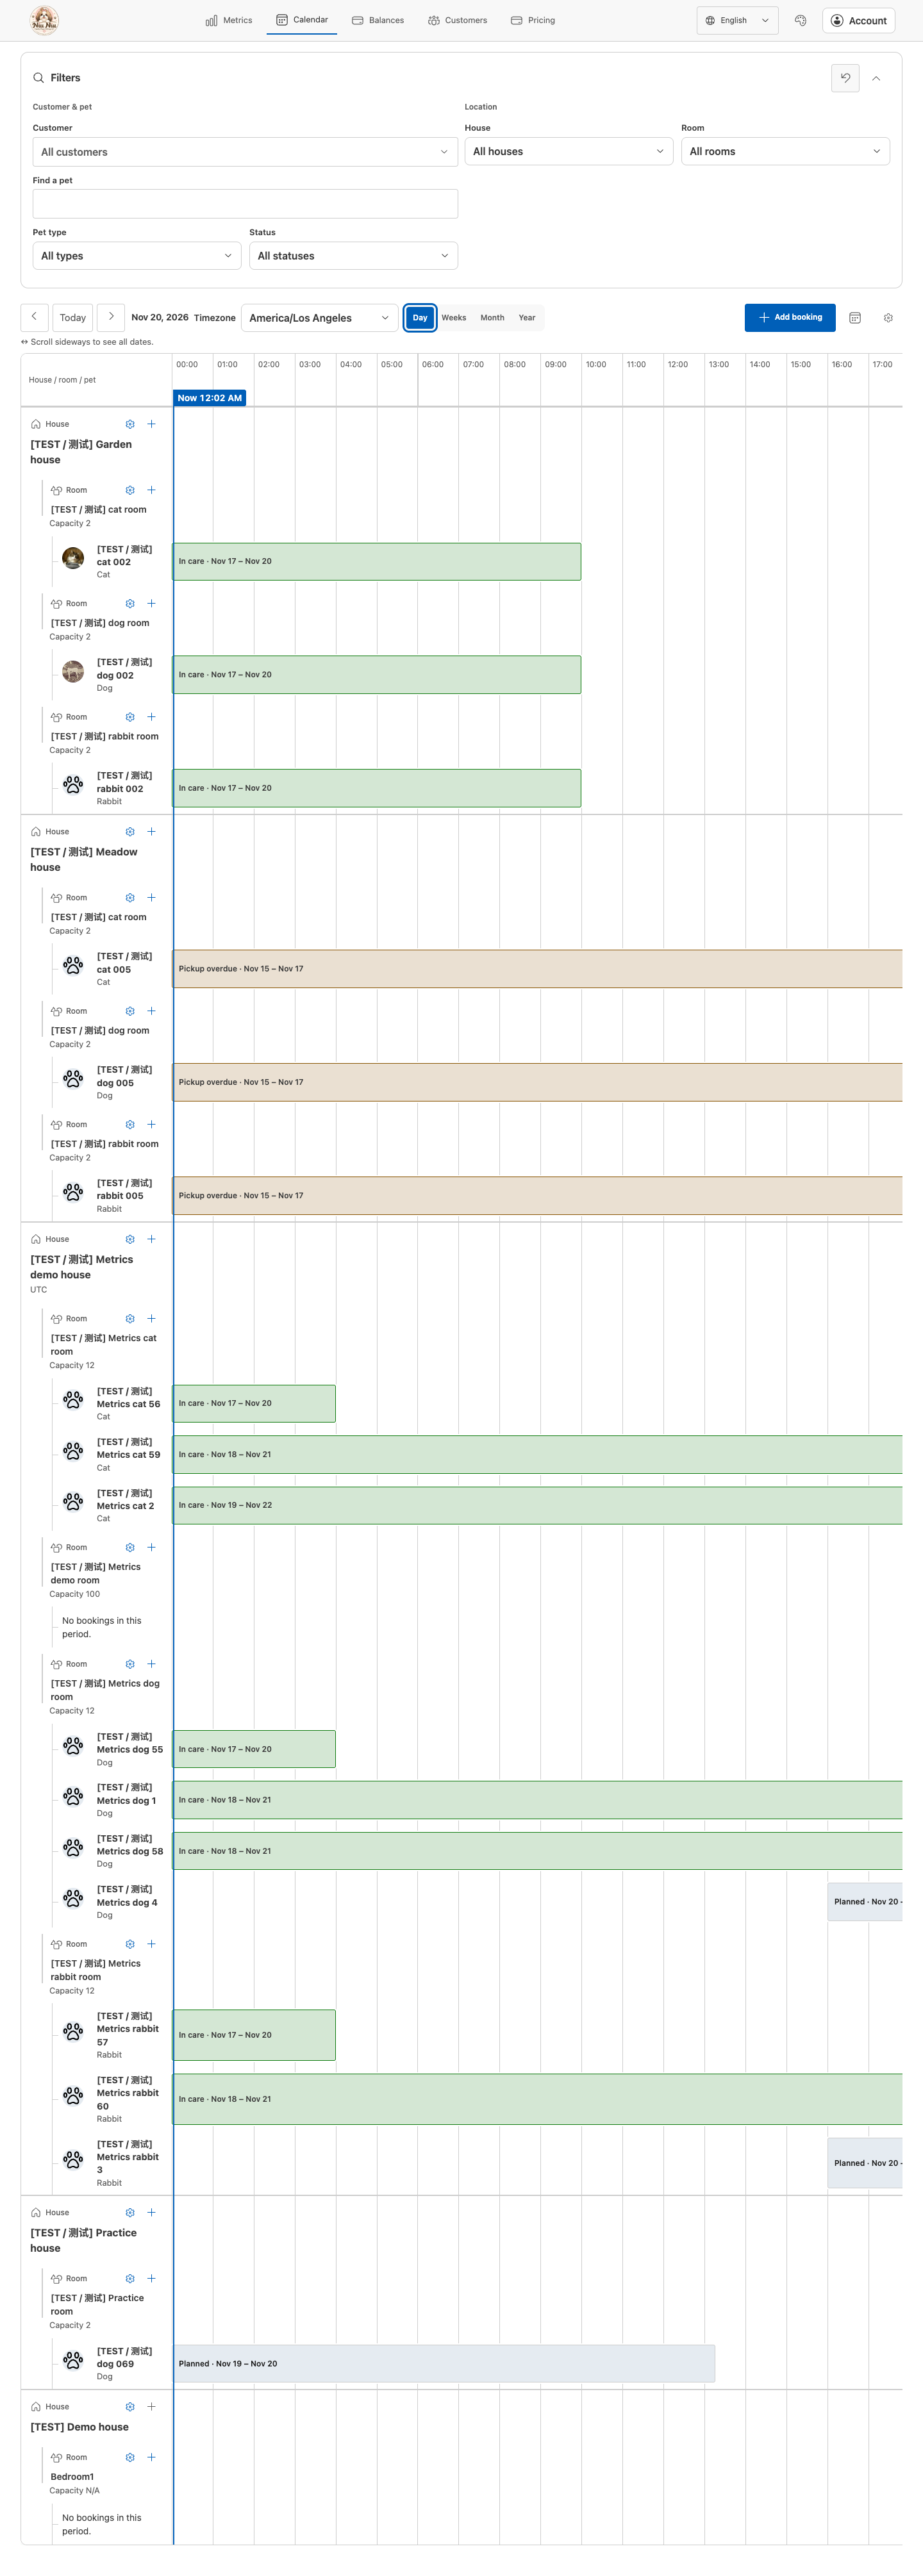 Metrics
Calendar
Balances
Customers
Pricing
English
Account
Filters
Customer & pet
Location
Customer
House
Room
All customers
All houses
All rooms
Find a pet
Pet type
Status
All types
All statuses
Today
Nov 20, 2026
Timezone
America/Los Angeles
Day
Weeks
Month
Year
Add booking
↔ Scroll sideways to see all dates.
House / room / pet
00:00
01:00
02:00
03:00
04:00
05:00
06:00
07:00
08:00
09:00
10:00
11:00
12:00
13:00
14:00
15:00
16:00
17:00
Now 12:02 AM
House
[TEST / 测试] Garden
house
Room
[TEST / 测试] cat room
Capacity 2
[TEST / 测试]
cat 002
Cat
In care · Nov 17 – Nov 20
Room
[TEST / 测试] dog room
Capacity 2
[TEST / 测试]
dog 002
Dog
In care · Nov 17 – Nov 20
Room
[TEST / 测试] rabbit room
Capacity 2
[TEST / 测试]
rabbit 002
Rabbit
In care · Nov 17 – Nov 20
House
[TEST / 测试] Meadow
house
Room
[TEST / 测试] cat room
Capacity 2
[TEST / 测试]
cat 005
Cat
Pickup overdue · Nov 15 – Nov 17
Room
[TEST / 测试] dog room
Capacity 2
[TEST / 测试]
dog 005
Dog
Pickup overdue · Nov 15 – Nov 17
Room
[TEST / 测试] rabbit room
Capacity 2
[TEST / 测试]
rabbit 005
Rabbit
Pickup overdue · Nov 15 – Nov 17
House
[TEST / 测试] Metrics
demo house
UTC
Room
[TEST / 测试] Metrics cat
room
Capacity 12
[TEST / 测试]
Metrics cat 56
Cat
In care · Nov 17 – Nov 20
[TEST / 测试]
Metrics cat 59
Cat
In care · Nov 18 – Nov 21
[TEST / 测试]
Metrics cat 2
Cat
In care · Nov 19 – Nov 22
Room
[TEST / 测试] Metrics
demo room
Capacity 100
No bookings in this
period.
Room
[TEST / 测试] Metrics dog
room
Capacity 12
[TEST / 测试]
Metrics dog 55
Dog
In care · Nov 17 – Nov 20
[TEST / 测试]
Metrics dog 1
Dog
In care · Nov 18 – Nov 21
[TEST / 测试]
Metrics dog 58
Dog
In care · Nov 18 – Nov 21
[TEST / 测试]
Metrics dog 4
Dog
Planned · Nov 20 –
Room
[TEST / 测试] Metrics
rabbit room
Capacity 12
[TEST / 测试]
Metrics rabbit
57
Rabbit
In care · Nov 17 – Nov 20
[TEST / 测试]
Metrics rabbit
60
Rabbit
In care · Nov 18 – Nov 21
[TEST / 测试]
Metrics rabbit
3
Rabbit
Planned · Nov 20 –
House
[TEST / 测试] Practice
house
Room
[TEST / 测试] Practice
room
Capacity 2
[TEST / 测试]
dog 069
Dog
Planned · Nov 19 – Nov 20
House
[TEST] Demo house
Room
Bedroom1
Capacity N/A
No bookings in this
period.